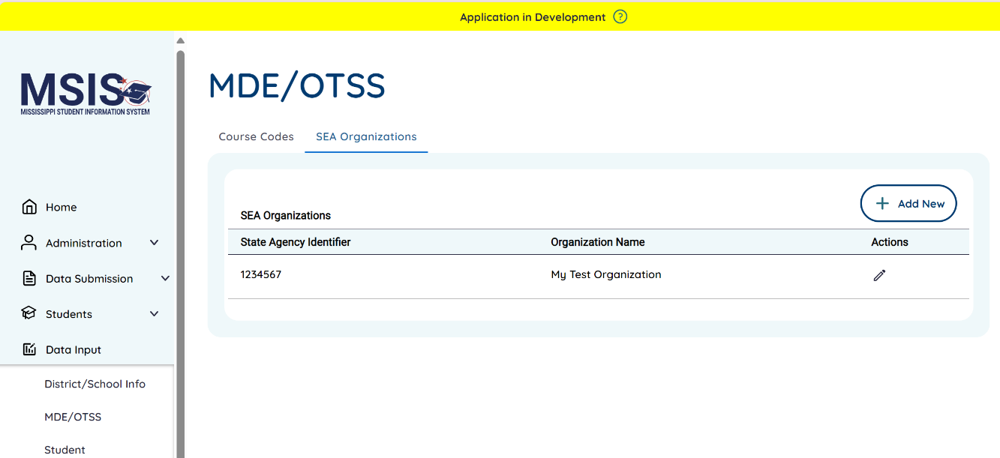 Application in Development ?
MSIS
MISSISSIPPI STUDENT INFORMATION SYSTEM
Home
Administration
Data Submission
Students
Data Input
District/School Info
MDE/OTSS
Student
MDE/OTSS
Course Codes SEA Organizations
+ Add New
SEA Organizations
State Agency Identifier Organization Name Actions
1234567 My Test Organization